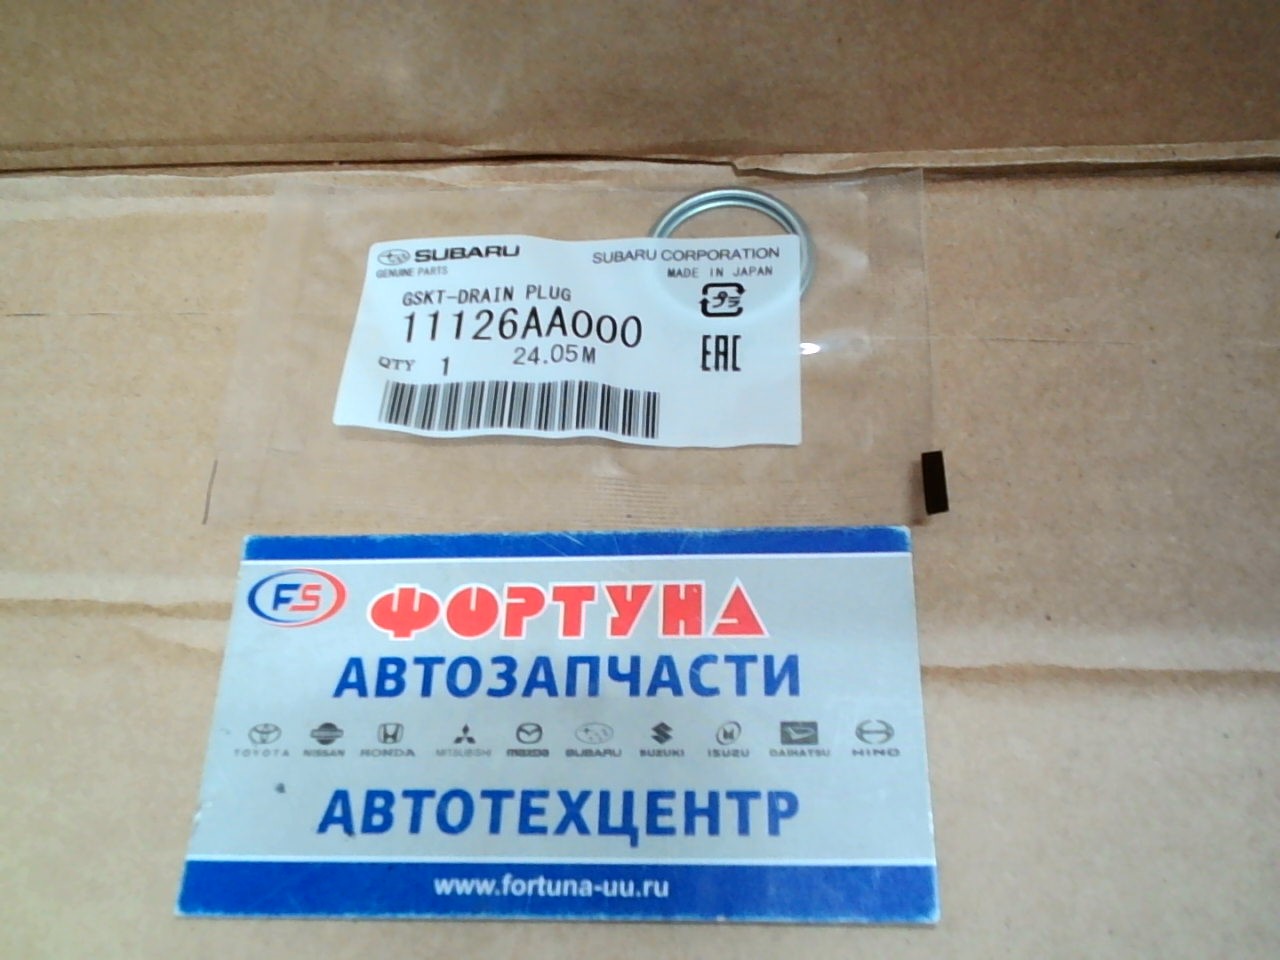 SUBARU SUBARU CORPORATION
GENUINE PARTS MADE IN JAPAN
GSKT-DRAIN PLUG
11126AA000
QTY 1 24.05M
EAC
FS ФОРТУНА
АВТОЗАПЧАСТИ
TOYOTA NISSAN HONDA MITSUBISHI mazda SUBARU SUZUKI ISUZU DAIHATSU HINO
АВТОТЕХЦЕНТР
www.fortuna-uu.ru